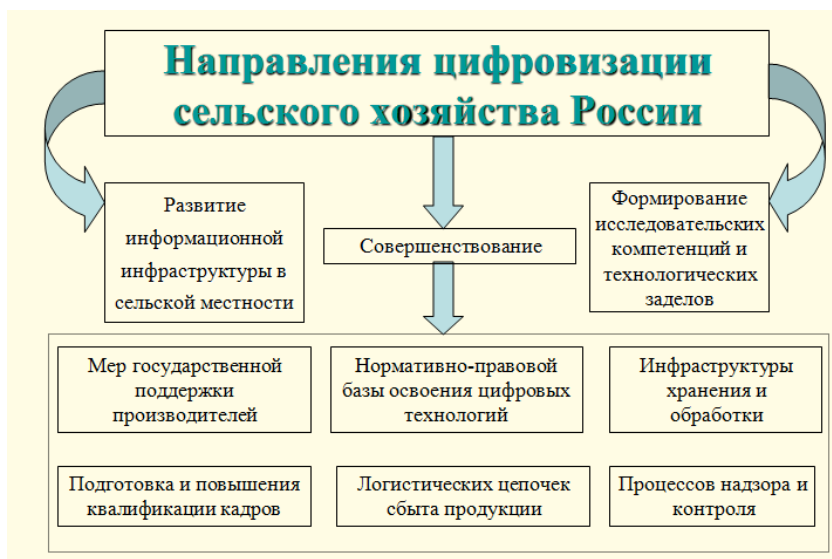 Направления цифровизации
сельского хозяйства России
Развитие
информационной
инфраструктуры в
сельской местности
Совершенствование
Формирование
исследовательских
компетенций и
технологических
заделов
Мер государственной
поддержки
производителей
Нормативно-правовой
базы освоения цифровых
технологий
Инфраструктуры
хранения и
обработки
Подготовка и повышения
квалификации кадров
Логистических цепочек
сбыта продукции
Процессов надзора и
контроля